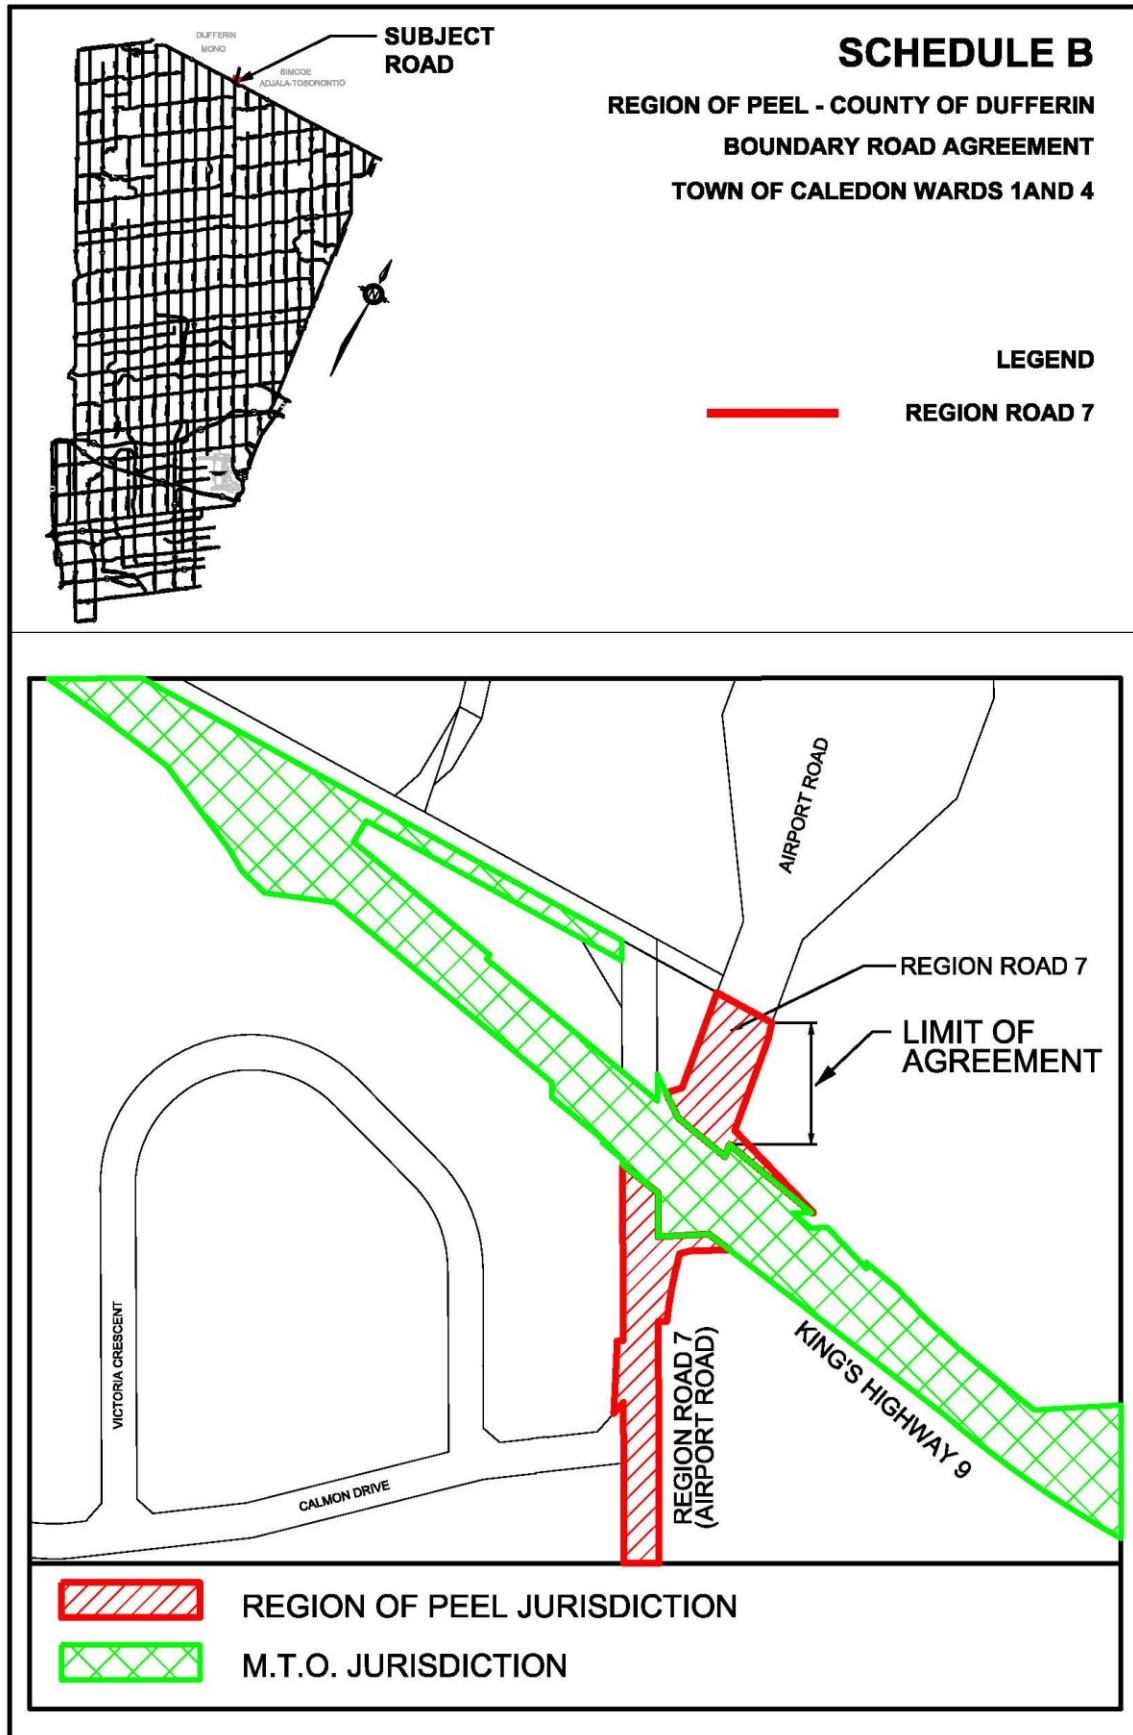 DUFFERIN
MONO
SIMCOE
ADJALA-TOSORONTIO
SUBJECT
ROAD
SCHEDULE B
REGION OF PEEL - COUNTY OF DUFFERIN
BOUNDARY ROAD AGREEMENT
TOWN OF CALEDON WARDS 1AND 4
N
LEGEND
REGION ROAD 7
AIRPORT ROAD
REGION ROAD 7
LIMIT OF
AGREEMENT
VICTORIA CRESCENT
CALMON DRIVE
REGION ROAD 7
(AIRPORT ROAD)
KING'S HIGHWAY 9
REGION OF PEEL JURISDICTION
M.T.O. JURISDICTION